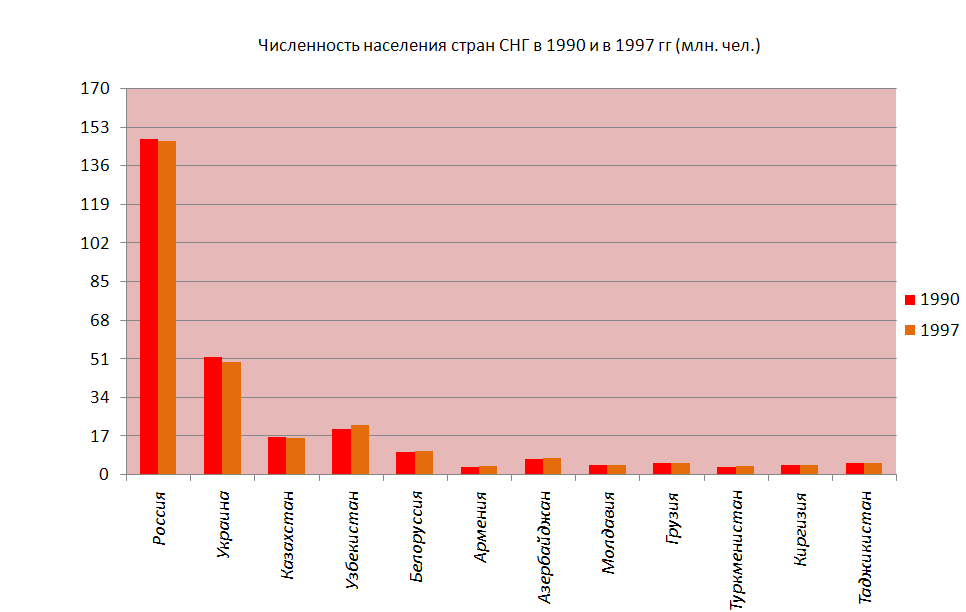 Численность населения стран СНГ в 1990 и в 1997 гг (млн. чел.)
170
153
136
119
102
85
68
51
34
17
0
1990
1997
Россия
Украина
Казахстан
Узбекистан
Белоруссия
Армения
Азербайджан
Молдавия
Грузия
Туркменистан
Киргизия
Таджикистан